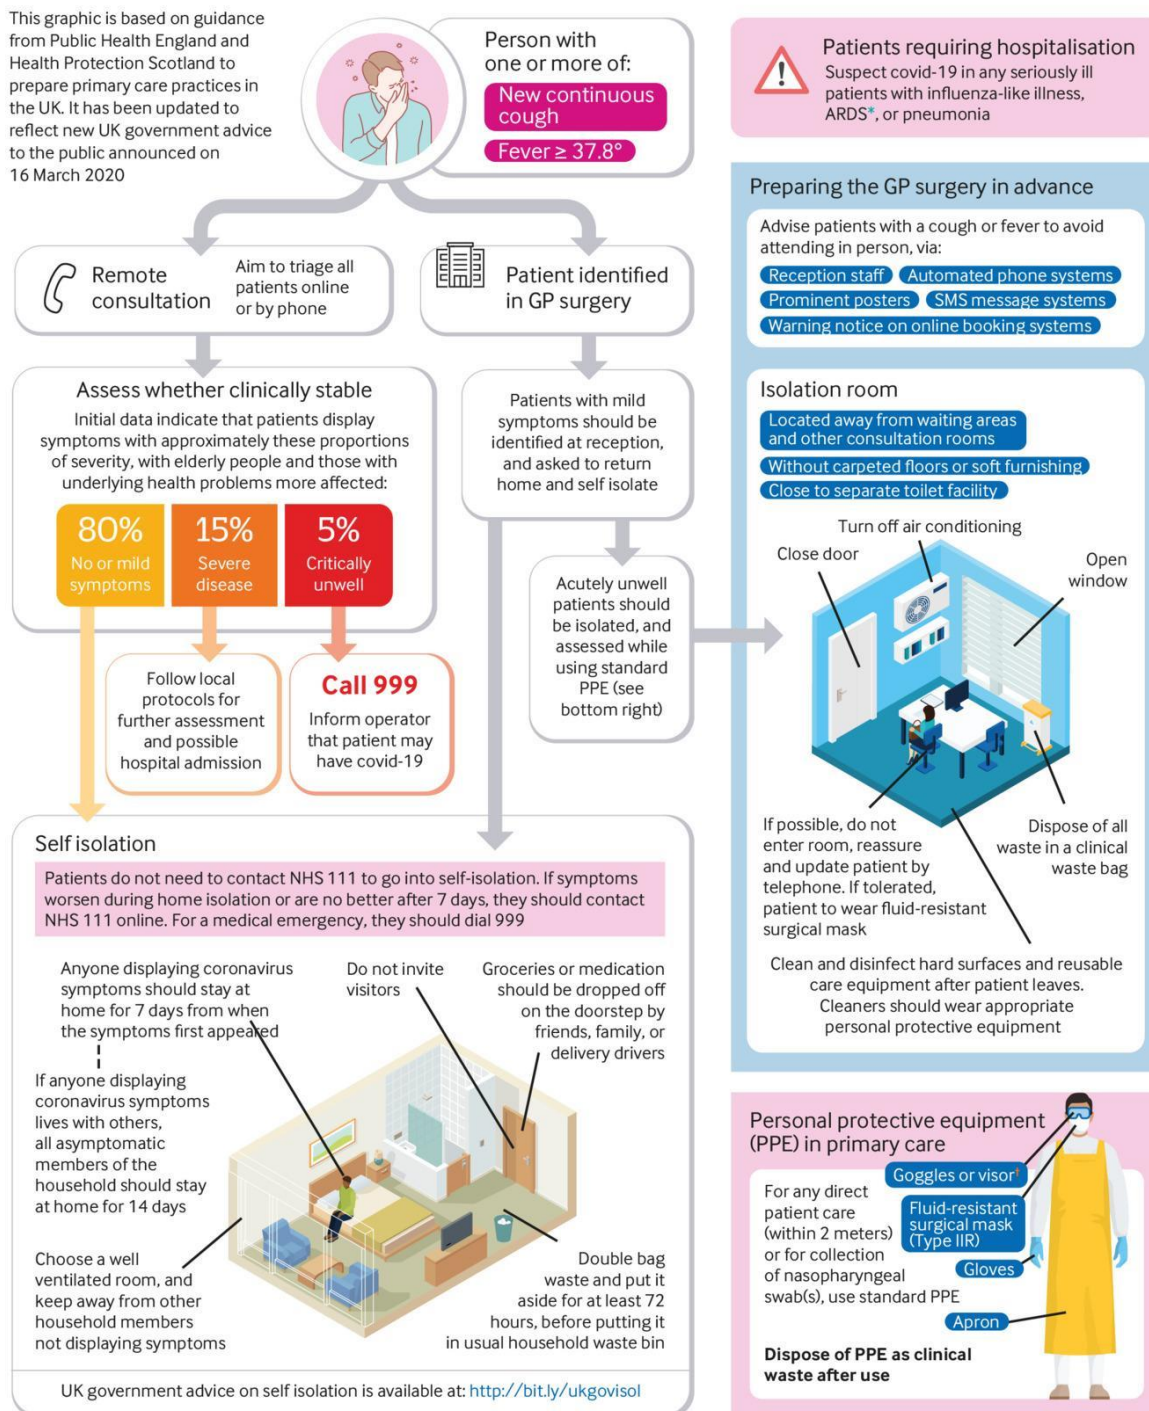 This graphic is based on guidance
from Public Health England and
Health Protection Scotland to
prepare primary care practices in
the UK. It has been updated to
reflect new UK government advice
to the public announced on
16 March 2020
Person with
one or more of:
New continuous
cough
Fever ≥ 37.8°
Remote
consultation
Aim to triage all
patients online
or by phone
Patient identified
in GP surgery
Assess whether clinically stable
Initial data indicate that patients display
symptoms with approximately these proportions
of severity, with elderly people and those with
underlying health problems more affected:
80%
No or mild
symptoms
15%
Severe
disease
5%
Critically
unwell
Follow local
protocols for
further assessment
and possible
hospital admission
Call 999
Inform operator
that patient may
have covid-19
Patients with mild
symptoms should be
identified at reception,
and asked to return
home and self isolate
Acutely unwell
patients should
be isolated, and
assessed while
using standard
PPE (see
bottom right)
Self isolation
Patients do not need to contact NHS 111 to go into self-isolation. If symptoms
worsen during home isolation or are no better after 7 days, they should contact
NHS 111 online. For a medical emergency, they should dial 999
Anyone displaying coronavirus
symptoms should stay at
home for 7 days from when
the symptoms first appeared
If anyone displaying
coronavirus symptoms
lives with others,
all asymptomatic
members of the
household should stay
at home for 14 days
Choose a well
ventilated room, and
keep away from other
household members
not displaying symptoms
Do not invite
visitors
Groceries or medication
should be dropped off
on the doorstep by
friends, family, or
delivery drivers
Double bag
waste and put it
aside for at least 72
hours, before putting it
in usual household waste bin
UK government advice on self isolation is available at: http://bit.ly/ukgovisol
Patients requiring hospitalisation
Suspect covid-19 in any seriously ill
patients with influenza-like illness,
ARDS*, or pneumonia
Preparing the GP surgery in advance
Advise patients with a cough or fever to avoid
attending in person, via:
Reception staff
Automated phone systems
Prominent posters
SMS message systems
Warning notice on online booking systems
Isolation room
Located away from waiting areas
and other consultation rooms
Without carpeted floors or soft furnishing
Close to separate toilet facility
Turn off air conditioning
Close door
Open
window
If possible, do not
enter room, reassure
and update patient by
telephone. If tolerated,
patient to wear fluid-resistant
surgical mask
Dispose of all
waste in a clinical
waste bag
Clean and disinfect hard surfaces and reusable
care equipment after patient leaves.
Cleaners should wear appropriate
personal protective equipment
Personal protective equipment
(PPE) in primary care
For any direct
patient care
(within 2 meters)
or for collection
of nasopharyngeal
swab(s), use standard PPE
Goggles or visor†
Fluid-resistant
surgical mask
(Type IIR)
Gloves
Apron
Dispose of PPE as clinical
waste after use